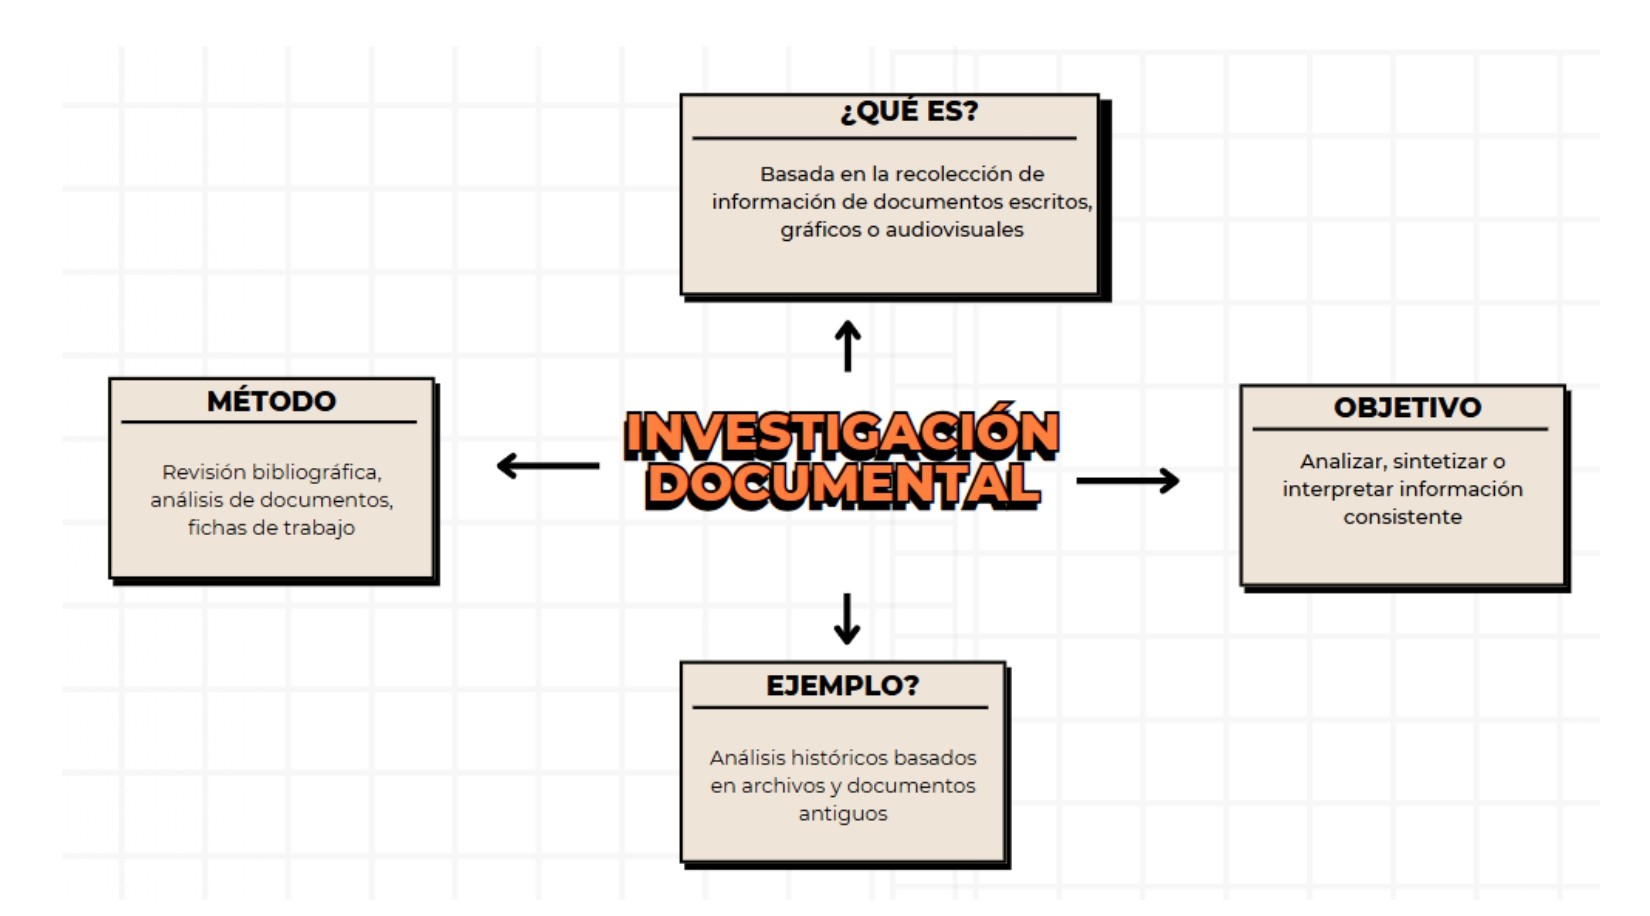 ¿QUÉ ES?
Basada en la recolección de
información de documentos escritos,
gráficos o audiovisuales
MÉTODO
Revisión bibliográfica,
análisis de documentos,
fichas de trabajo
INVESTIGACIÓN
DOCUMENTAL
OBJETIVO
Analizar, sintetizar o
interpretar información
consistente
EJEMPLO?
Análisis históricos basados
en archivos y documentos
antiguos